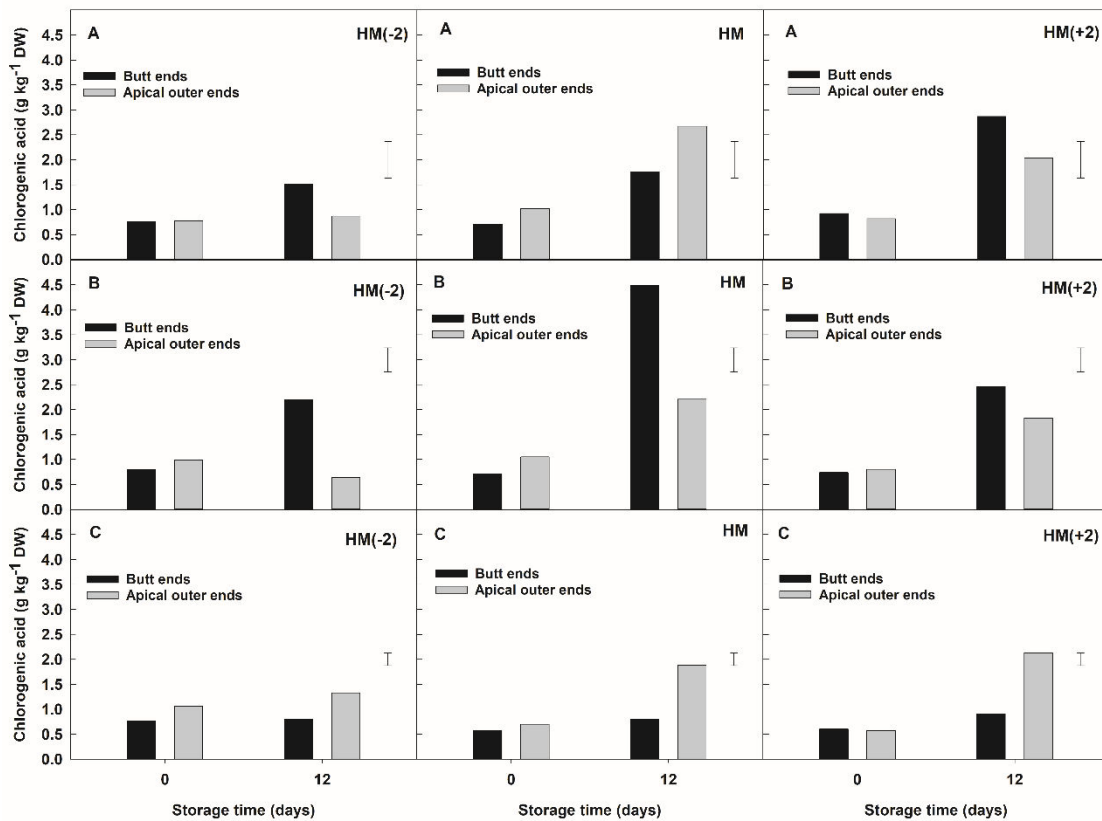 A HM(-2)
Butt ends
Apical outer ends
A HM
Butt ends
Apical outer ends
A HM(+2)
Butt ends
Apical outer ends
Chlorogenic acid (g kg⁻¹ DW)
4.5
4.0
3.5
3.0
2.5
2.0
1.5
1.0
0.5
0.0
B HM(-2)
Butt ends
Apical outer ends
B HM
Butt ends
Apical outer ends
B HM(+2)
Butt ends
Apical outer ends
Chlorogenic acid (g kg⁻¹ DW)
4.5
4.0
3.5
3.0
2.5
2.0
1.5
1.0
0.5
0.0
C HM(-2)
Butt ends
Apical outer ends
C HM
Butt ends
Apical outer ends
C HM(+2)
Butt ends
Apical outer ends
Chlorogenic acid (g kg⁻¹ DW)
4.5
4.0
3.5
3.0
2.5
2.0
1.5
1.0
0.5
0.0
0 12 0 12 0 12
Storage time (days) Storage time (days) Storage time (days)